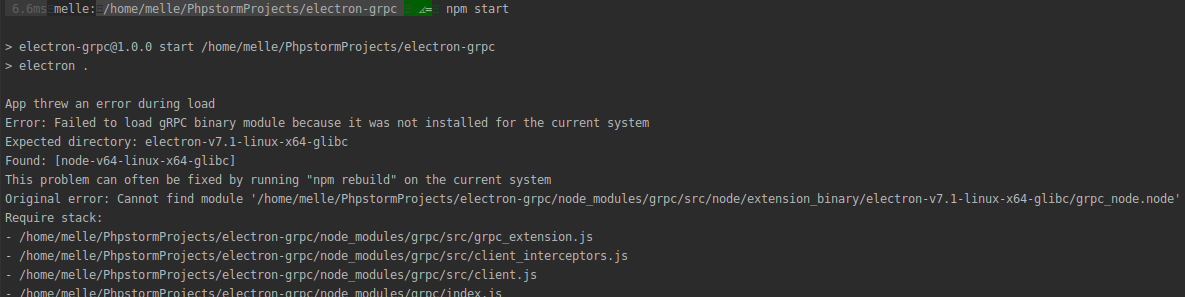 6.6ms melle: /home/melle/PhpstormProjects/electron-grpc npm start
> electron-grpc@1.0.0 start /home/melle/PhpstormProjects/electron-grpc
> electron .
App threw an error during load
Error: Failed to load gRPC binary module because it was not installed for the current system
Expected directory: electron-v7.1-linux-x64-glibc
Found: [node-v64-linux-x64-glibc]
This problem can often be fixed by running "npm rebuild" on the current system
Original error: Cannot find module '/home/melle/PhpstormProjects/electron-grpc/node_modules/grpc/src/node/extension_binary/electron-v7.1-linux-x64-glibc/grpc_node.node'
Require stack:
- /home/melle/PhpstormProjects/electron-grpc/node_modules/grpc/src/grpc_extension.js
- /home/melle/PhpstormProjects/electron-grpc/node_modules/grpc/src/client_interceptors.js
- /home/melle/PhpstormProjects/electron-grpc/node_modules/grpc/src/client.js
- /home/melle/PhpstormProjects/electron-grpc/node_modules/grpc/index.js